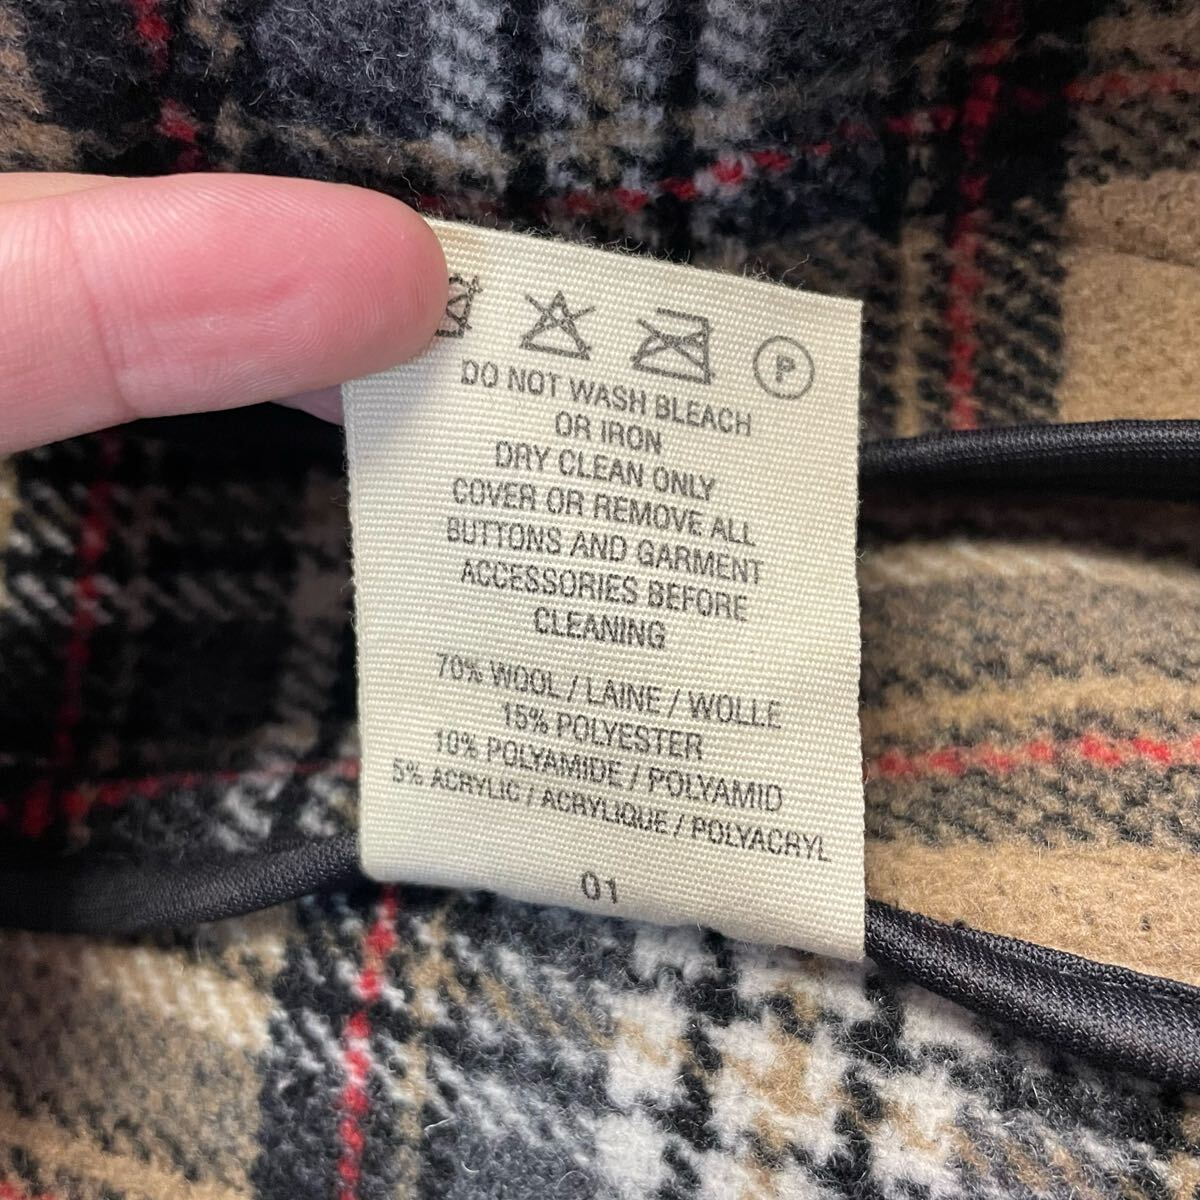 P
DO NOT WASH BLEACH
OR IRON
DRY CLEAN ONLY
COVER OR REMOVE ALL
BUTTONS AND GARMENT
ACCESSORIES BEFORE
CLEANING
70% WOOL / LAINE / WOLLE
15% POLYESTER
10% POLYAMIDE / POLYAMID
5% ACRYLIC / ACRYLIQUE / POLYACRYL
01